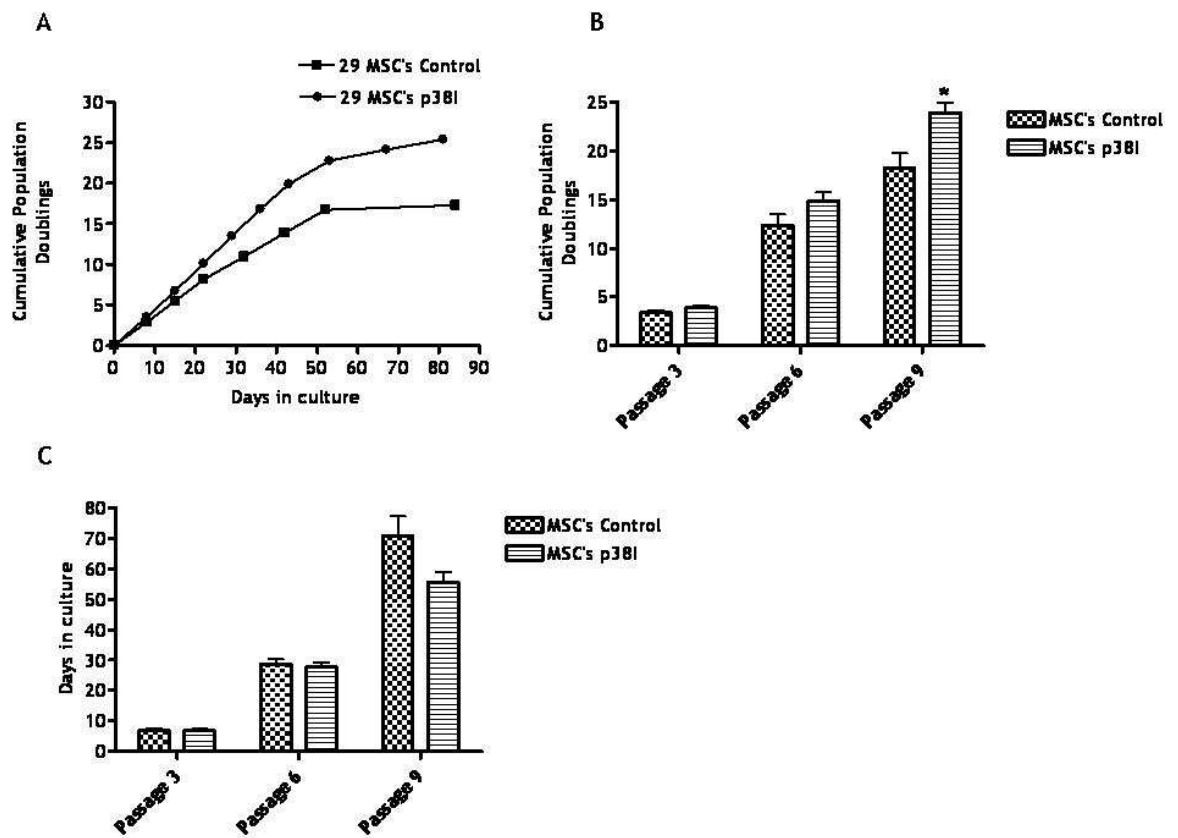 A
29 MSC's Control
29 MSC's p38I
30
25
20
15
10
5
0
Cumulative Population
Doublings
0 10 20 30 40 50 60 70 80 90
Days in culture
B
25
20
15
10
5
0
Cumulative Population
Doublings
*
MSC's Control
MSC's p38I
Passage 3
Passage 6
Passage 9
C
80
70
60
50
40
30
20
10
0
Days in culture
MSC's Control
MSC's p38I
Passage 3
Passage 6
Passage 9